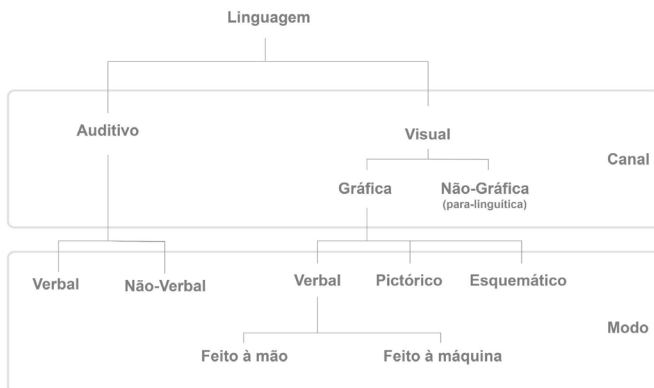 Linguagem
Auditivo
Visual
Canal
Gráfica
Não-Gráfica
(para-linguitica)
Verbal
Não-Verbal
Verbal
Pictórico
Esquemático
Modo
Feito à mão
Feito à máquina